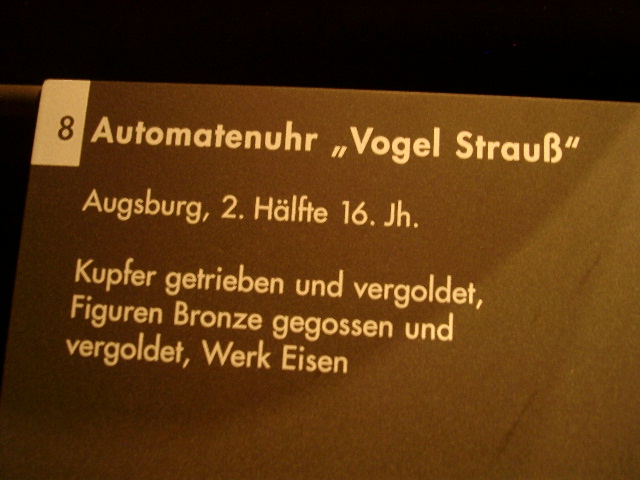 8 Automatenuhr „Vogel Strauß“
Augsburg, 2. Hälfte 16. Jh.
Kupfer getrieben und vergoldet,
Figuren Bronze gegossen und
vergoldet, Werk Eisen